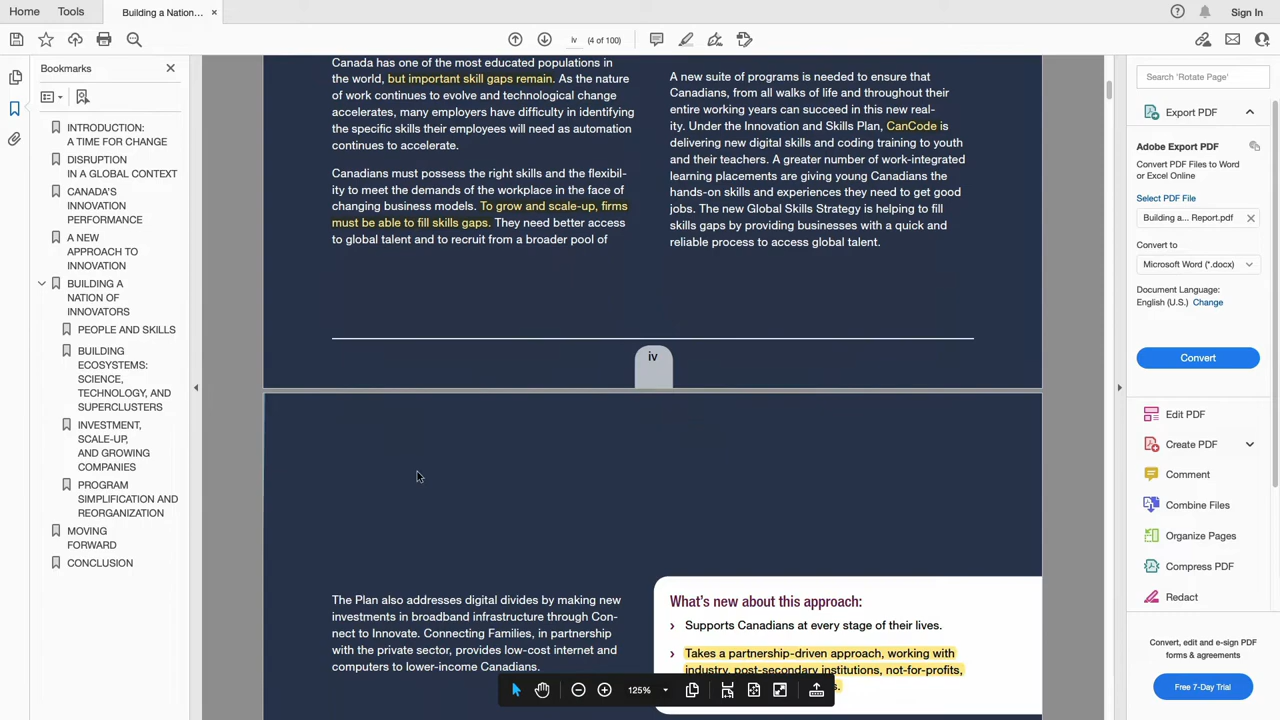 Home
Tools
Building a Nation...
Sign In
iv
(4 of 100)
Bookmarks
INTRODUCTION:
A TIME FOR CHANGE
DISRUPTION
IN A GLOBAL CONTEXT
CANADA'S
INNOVATION
PERFORMANCE
A NEW
APPROACH TO
INNOVATION
BUILDING A
NATION OF
INNOVATORS
PEOPLE AND SKILLS
BUILDING
ECOSYSTEMS:
SCIENCE,
TECHNOLOGY, AND
SUPERCLUSTERS
INVESTMENT,
SCALE-UP,
AND GROWING
COMPANIES
PROGRAM
SIMPLIFICATION AND
REORGANIZATION
MOVING
FORWARD
CONCLUSION
Canada has one of the most educated populations in
the world, but important skill gaps remain. As the nature
of work continues to evolve and technological change
accelerates, many employers have difficulty in identifying
the specific skills their employees will need as automation
continues to accelerate.
Canadians must possess the right skills and the flexibil-
ity to meet the demands of the workplace in the face of
changing business models. To grow and scale-up, firms
must be able to fill skills gaps. They need better access
to global talent and to recruit from a broader pool of
A new suite of programs is needed to ensure that
Canadians, from all walks of life and throughout their
entire working years can succeed in this new real-
ity. Under the Innovation and Skills Plan, CanCode is
delivering new digital skills and coding training to youth
and their teachers. A greater number of work-integrated
learning placements are giving young Canadians the
hands-on skills and experiences they need to get good
jobs. The new Global Skills Strategy is helping to fill
skills gaps by providing businesses with a quick and
reliable process to access global talent.
iv
The Plan also addresses digital divides by making new
investments in broadband infrastructure through Con-
nect to Innovate. Connecting Families, in partnership
with the private sector, provides low-cost internet and
computers to lower-income Canadians.
What's new about this approach:
› Supports Canadians at every stage of their lives.
› Takes a partnership-driven approach, working with
industry, post-secondary institutions, not-for-profits,
125%
Search 'Rotate Page'
Export PDF
Adobe Export PDF
Convert PDF Files to Word
or Excel Online
Select PDF File
Building a... Report.pdf
Convert to
Microsoft Word (*.docx)
Document Language:
English (U.S.) Change
Convert
Edit PDF
Create PDF
Comment
Combine Files
Organize Pages
Compress PDF
Redact
Convert, edit and e-sign PDF
forms & agreements
Free 7-Day Trial